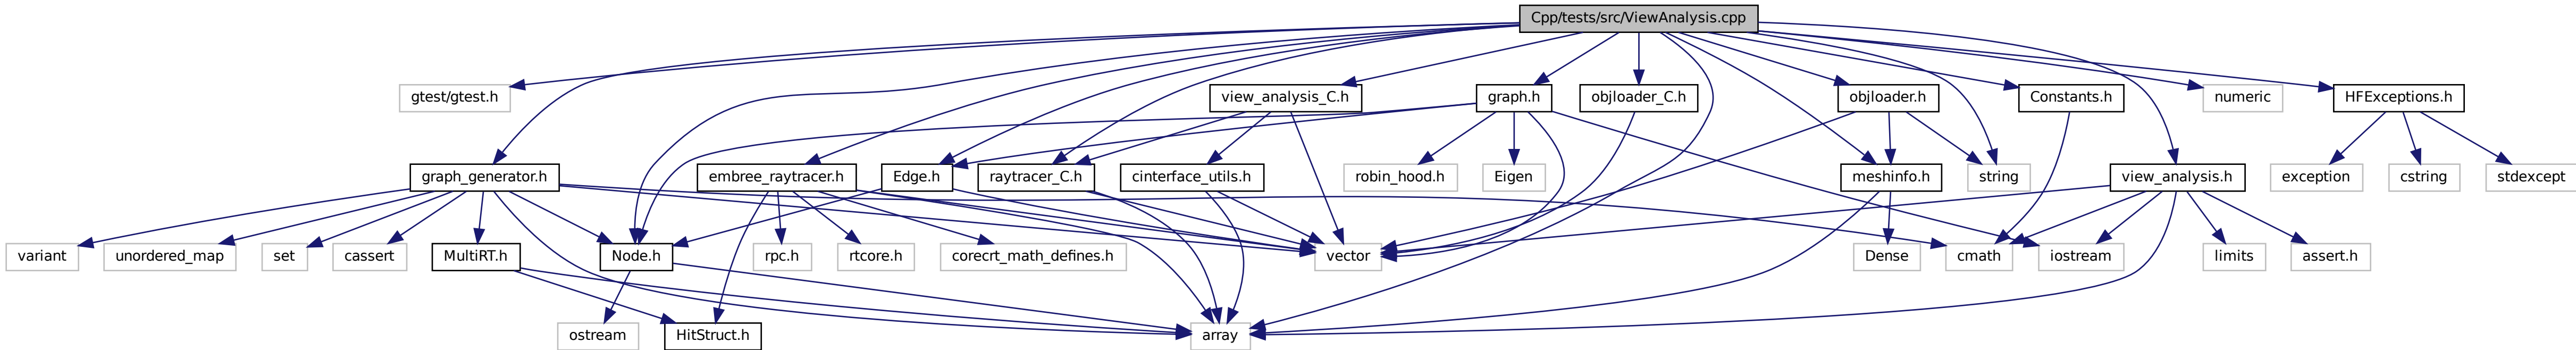 Cpp/tests/src/ViewAnalysis.cpp
gtest/gtest.h
view_analysis_C.h
graph.h
objloader_C.h
objloader.h
Constants.h
numeric
HFExceptions.h
graph_generator.h
embree_raytracer.h
Edge.h
raytracer_C.h
cinterface_utils.h
robin_hood.h
Eigen
meshinfo.h
string
view_analysis.h
exception
cstring
stdexcept
variant
unordered_map
set
cassert
MultiRT.h
Node.h
rpc.h
rtcore.h
corecrt_math_defines.h
vector
Dense
cmath
iostream
limits
assert.h
ostream
HitStruct.h
array